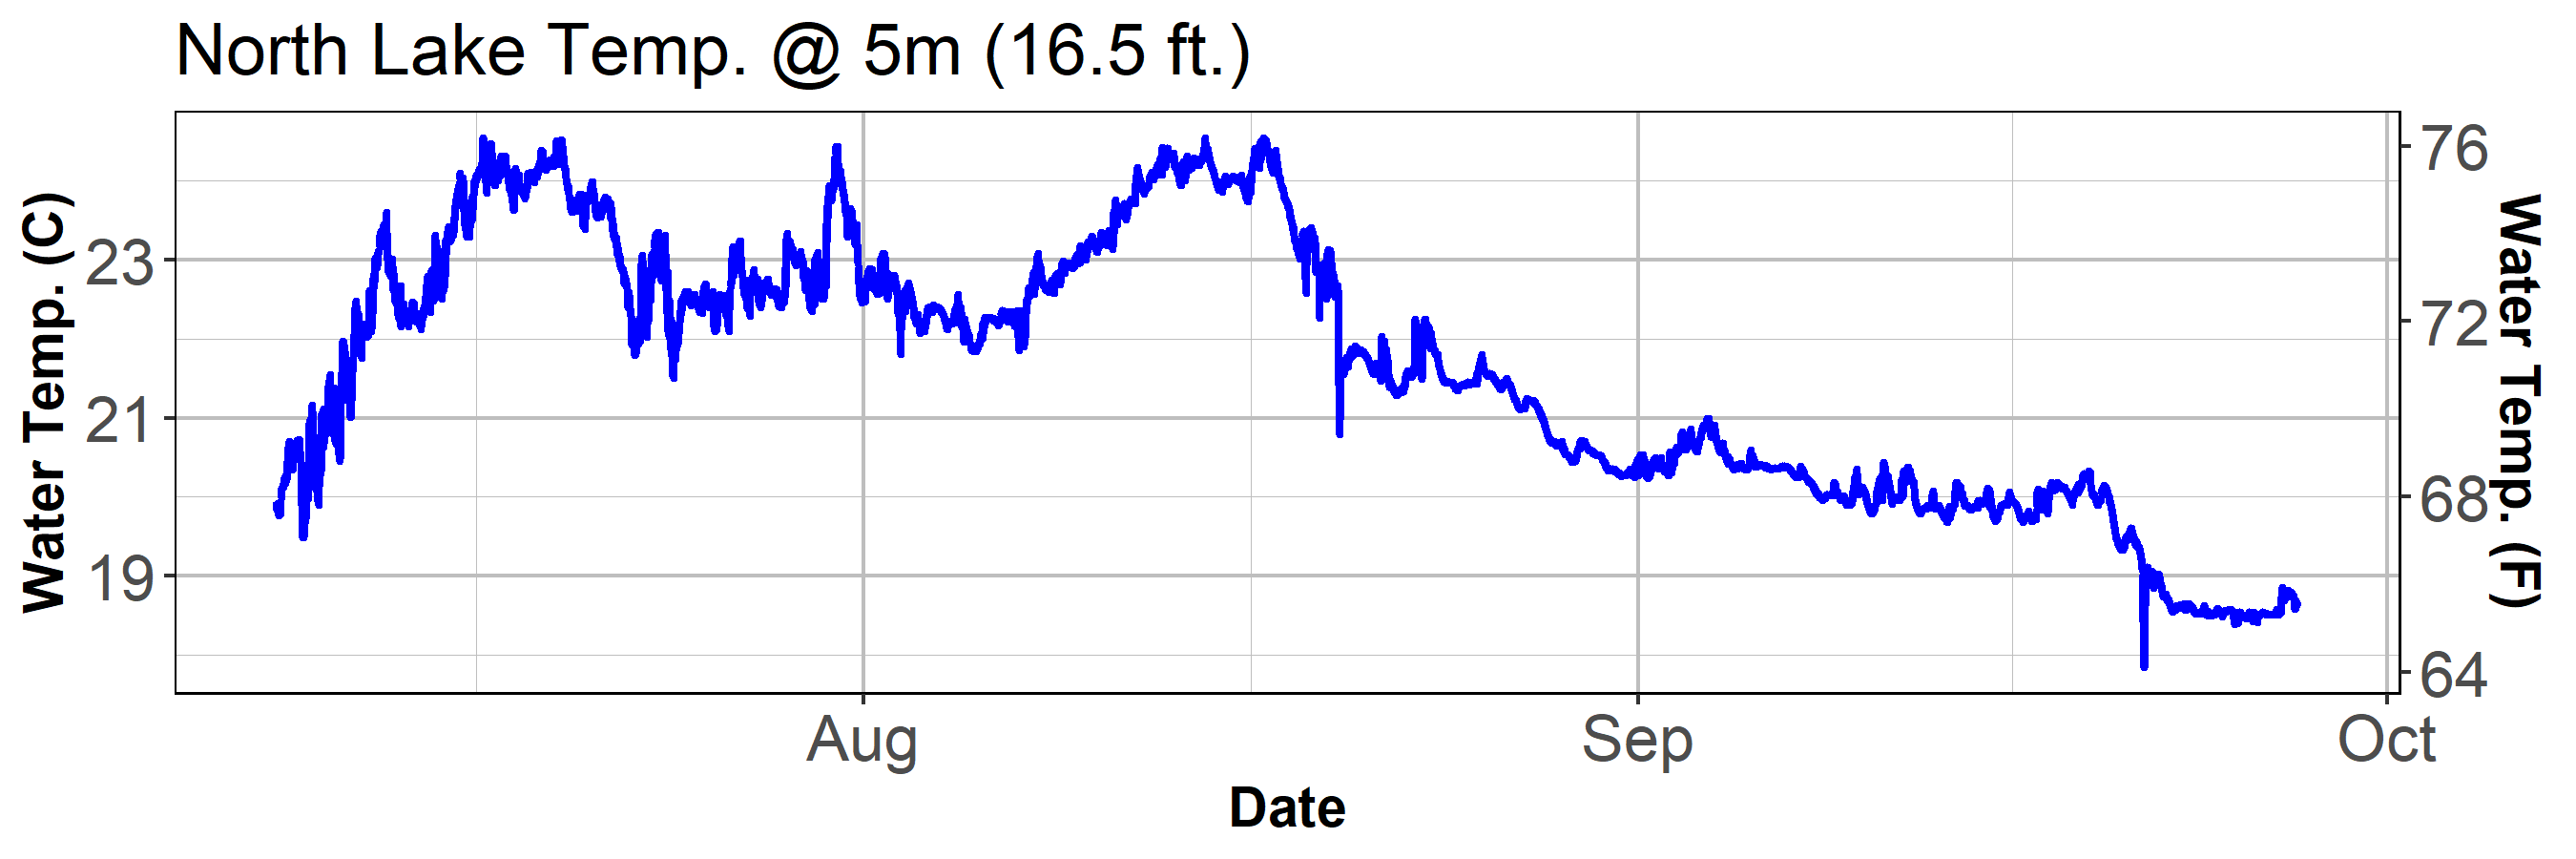 North Lake Temp. @ 5m (16.5 ft.)
Water Temp. (C)
23
21
19
76
72
68
64
Water Temp. (F)
Aug
Sep
Oct
Date